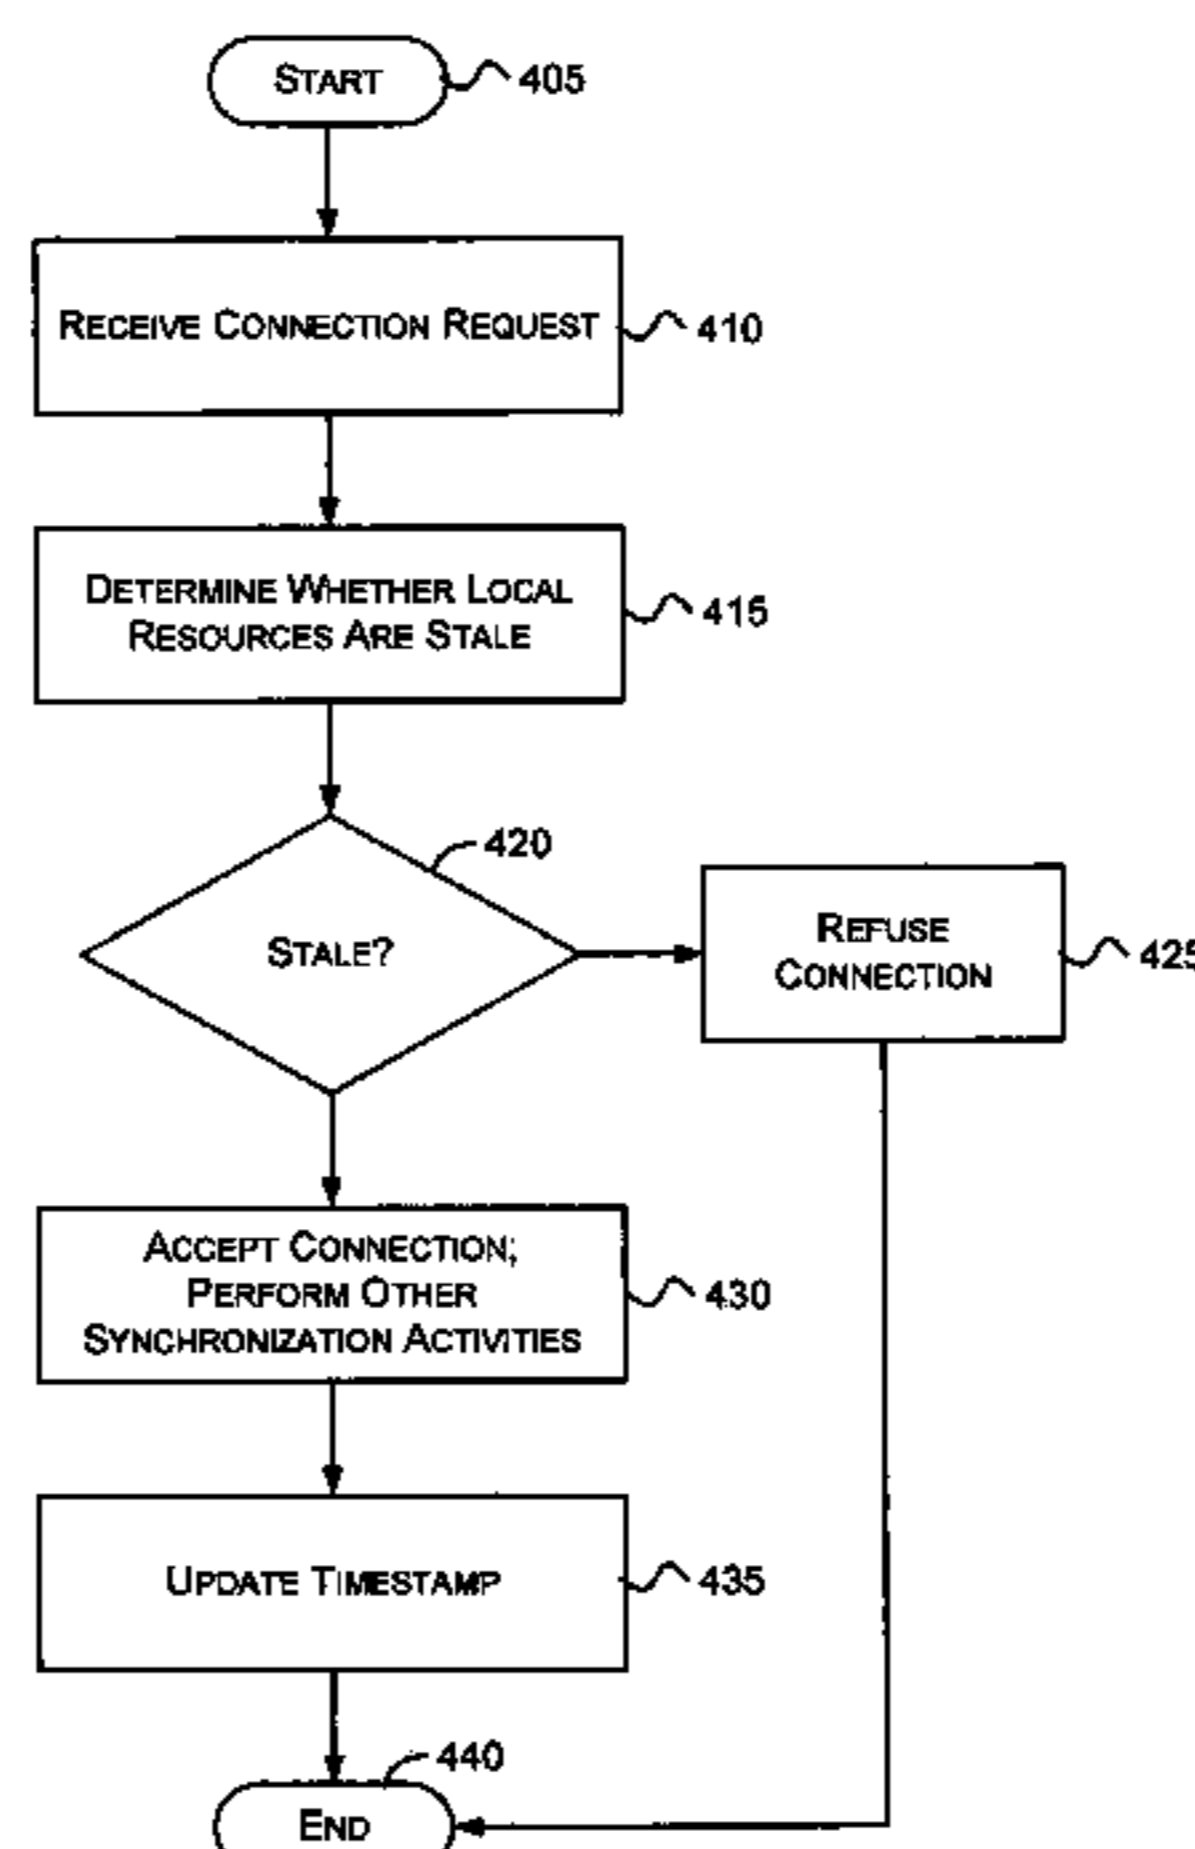 START
405
RECEIVE CONNECTION REQUEST
410
DETERMINE WHETHER LOCAL
RESOURCES ARE STALE
415
420
STALE?
REFUSE
CONNECTION
425
ACCEPT CONNECTION;
PERFORM OTHER
SYNCHRONIZATION ACTIVITIES
430
UPDATE TIMESTAMP
435
440
END